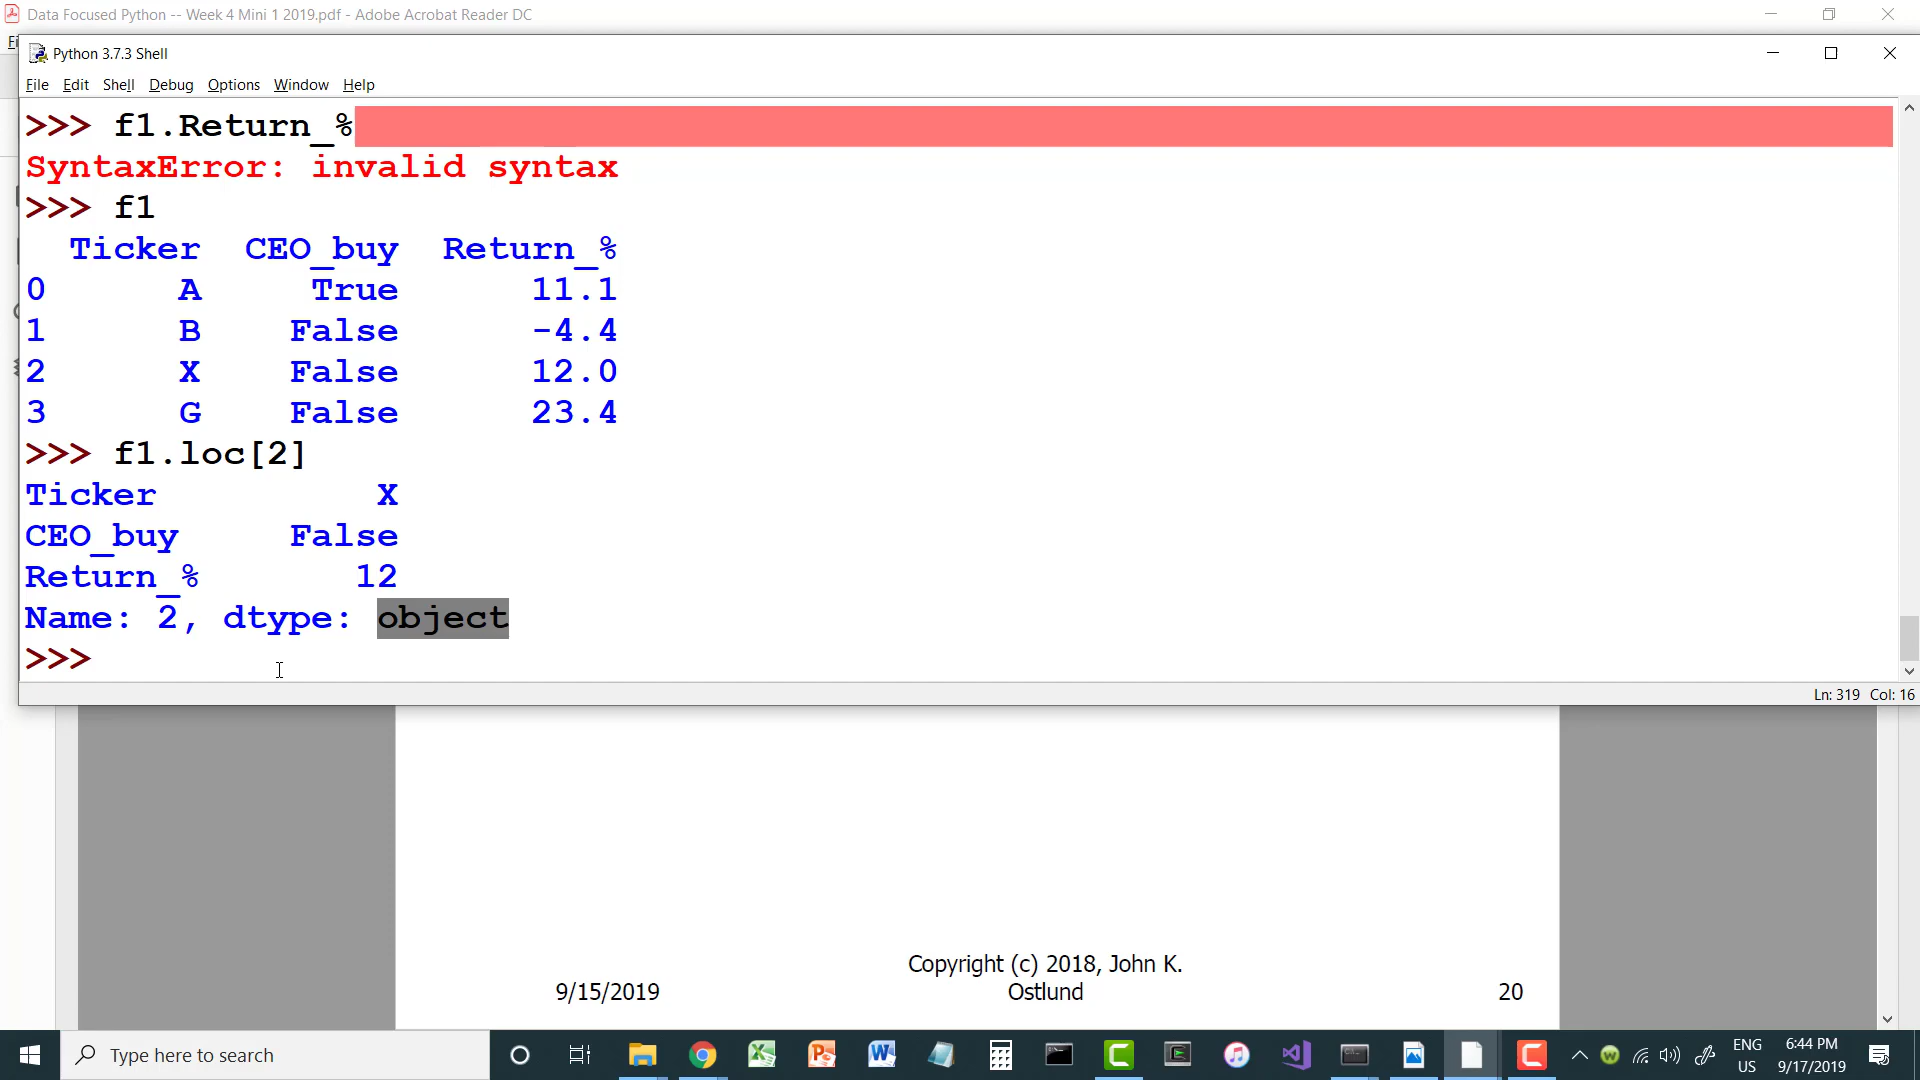 Data Focused Python -- Week 4 Mini 1 2019.pdf - Adobe Acrobat Reader DC
Python 3.7.3 Shell
File Edit Shell Debug Options Window Help
>>> f1.Return_%
SyntaxError: invalid syntax
>>> f1
Ticker CEO_buy Return_%
0 A True 11.1
1 B False -4.4
2 X False 12.0
3 G False 23.4
>>> f1.loc[2]
Ticker X
CEO_buy False
Return_% 12
Name: 2, dtype: object
>>>
Ln: 319 Col: 16
Copyright (c) 2018, John K.
9/15/2019 Ostlund 20
Type here to search
ENG 6:44 PM
US 9/17/2019